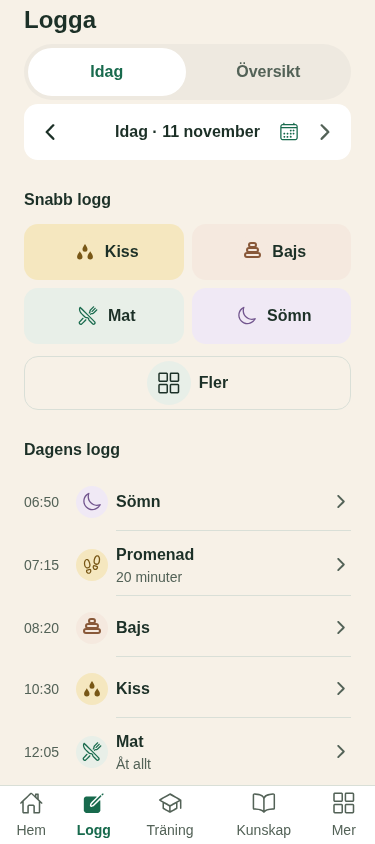 Logga
Idag
Översikt
Idag · 11 november
Snabb logg
Kiss
Bajs
Mat
Sömn
Fler
Dagens logg
06:50 Sömn
07:15 Promenad
20 minuter
08:20 Bajs
10:30 Kiss
12:05 Mat
Åt allt
Hem
Logg
Träning
Kunskap
Mer